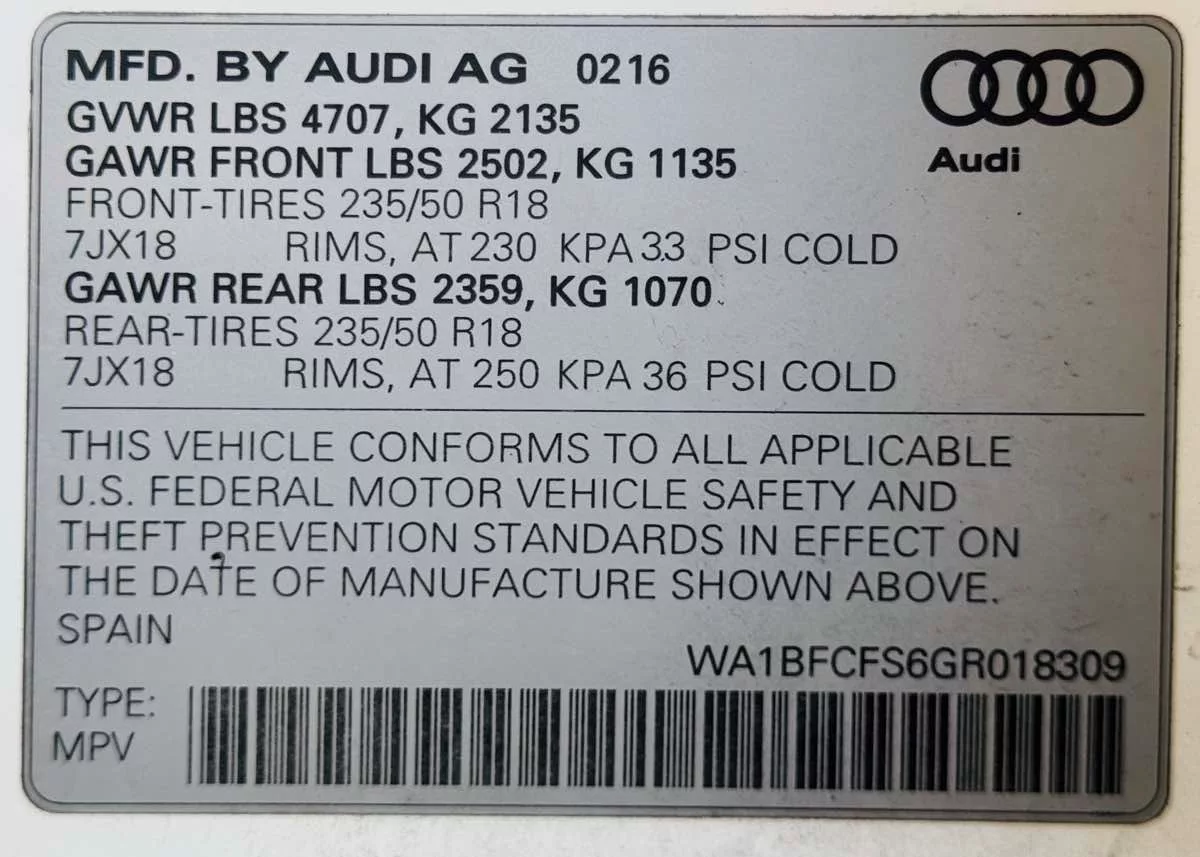 MFD. BY AUDI AG 0216
Audi
GVWR LBS 4707, KG 2135
GAWR FRONT LBS 2502, KG 1135
FRONT-TIRES 235/50 R18
7JX18 RIMS, AT 230 KPA 33 PSI COLD
GAWR REAR LBS 2359, KG 1070
REAR-TIRES 235/50 R18
7JX18 RIMS, AT 250 KPA 36 PSI COLD
THIS VEHICLE CONFORMS TO ALL APPLICABLE
U.S. FEDERAL MOTOR VEHICLE SAFETY AND
THEFT PREVENTION STANDARDS IN EFFECT ON
THE DATE OF MANUFACTURE SHOWN ABOVE.
SPAIN
WA1BFCFS6GR018309
TYPE:
MPV